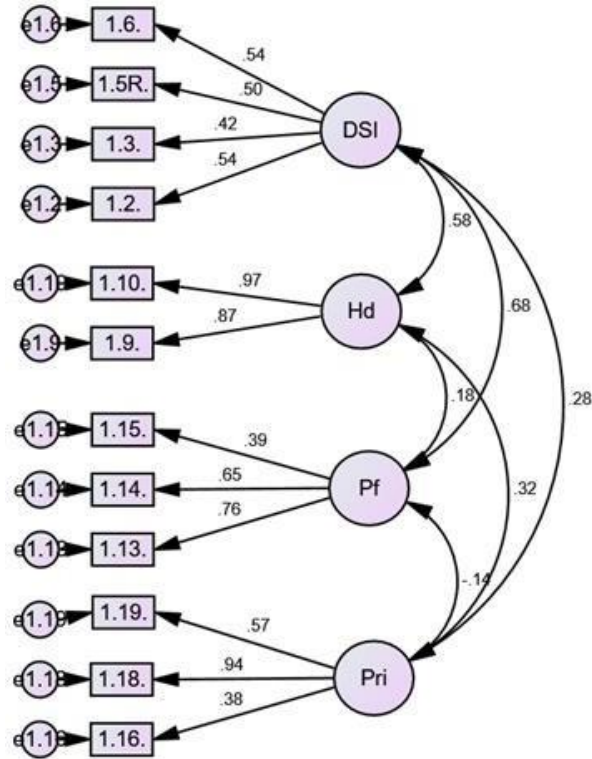 e1.6 1.6.
.54
e1.5 1.5R.
.50
DSI
e1.3 1.3.
.42
e1.2 1.2.
.54
.58
1.10.
.97
Hd
.68
e1.9 1.9.
.87
.18
.28
1.15.
.39
1.14.
.65
Pf
.32
1.13.
.76
-.14
1.19.
.57
1.18.
.94
Pri
1.16.
.38